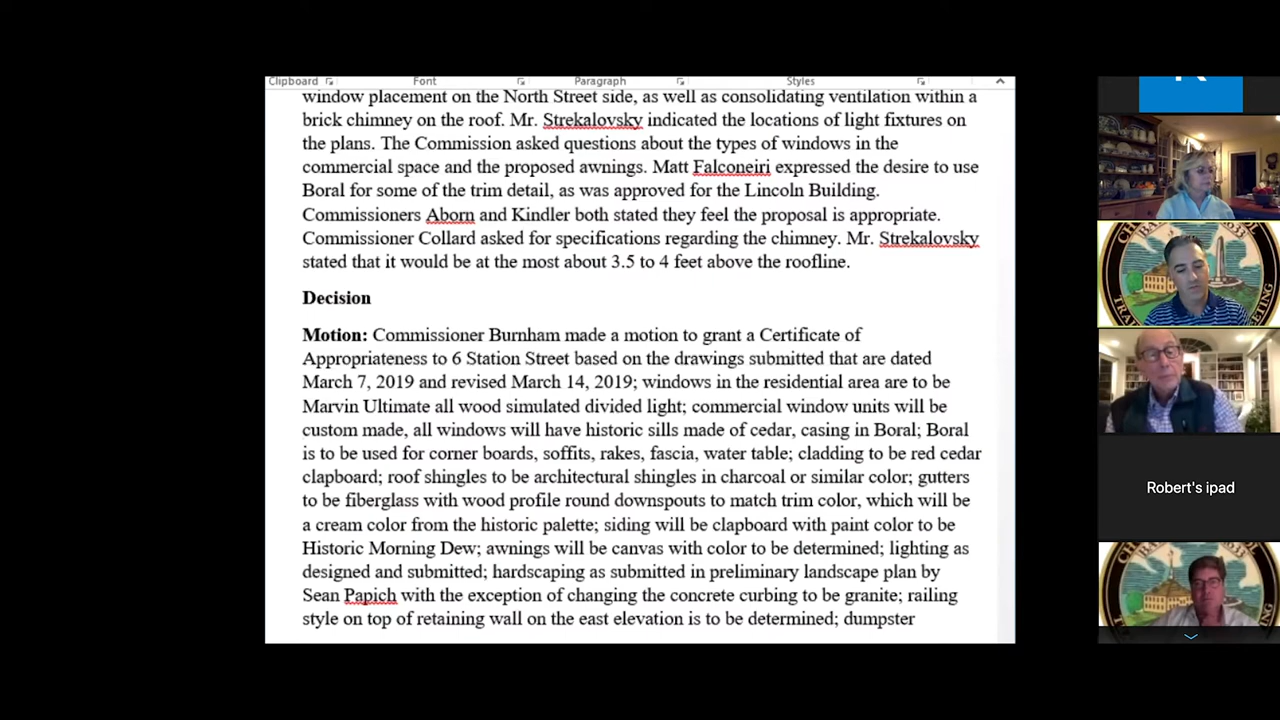 Clipboard
Font
Paragraph
Styles
window placement on the North Street side, as well as consolidating ventilation within a
brick chimney on the roof. Mr. Strekalovsky indicated the locations of light fixtures on
the plans. The Commission asked questions about the types of windows in the
commercial space and the proposed awnings. Matt Falconeiri expressed the desire to use
Boral for some of the trim detail, as was approved for the Lincoln Building.
Commissioners Aborn and Kindler both stated they feel the proposal is appropriate.
Commissioner Collard asked for specifications regarding the chimney. Mr. Strekalovsky
stated that it would be at the most about 3.5 to 4 feet above the roofline.
Decision
Motion: Commissioner Burnham made a motion to grant a Certificate of
Appropriateness to 6 Station Street based on the drawings submitted that are dated
March 7, 2019 and revised March 14, 2019; windows in the residential area are to be
Marvin Ultimate all wood simulated divided light; commercial window units will be
custom made, all windows will have historic sills made of cedar, casing in Boral; Boral
is to be used for corner boards, soffits, rakes, fascia, water table; cladding to be red cedar
clapboard; roof shingles to be architectural shingles in charcoal or similar color; gutters
to be fiberglass with wood profile round downspouts to match trim color, which will be
a cream color from the historic palette; siding will be clapboard with paint color to be
Historic Morning Dew; awnings will be canvas with color to be determined; lighting as
designed and submitted; hardscaping as submitted in preliminary landscape plan by
Sean Papich with the exception of changing the concrete curbing to be granite; railing
style on top of retaining wall on the east elevation is to be determined; dumpster
Robert's ipad